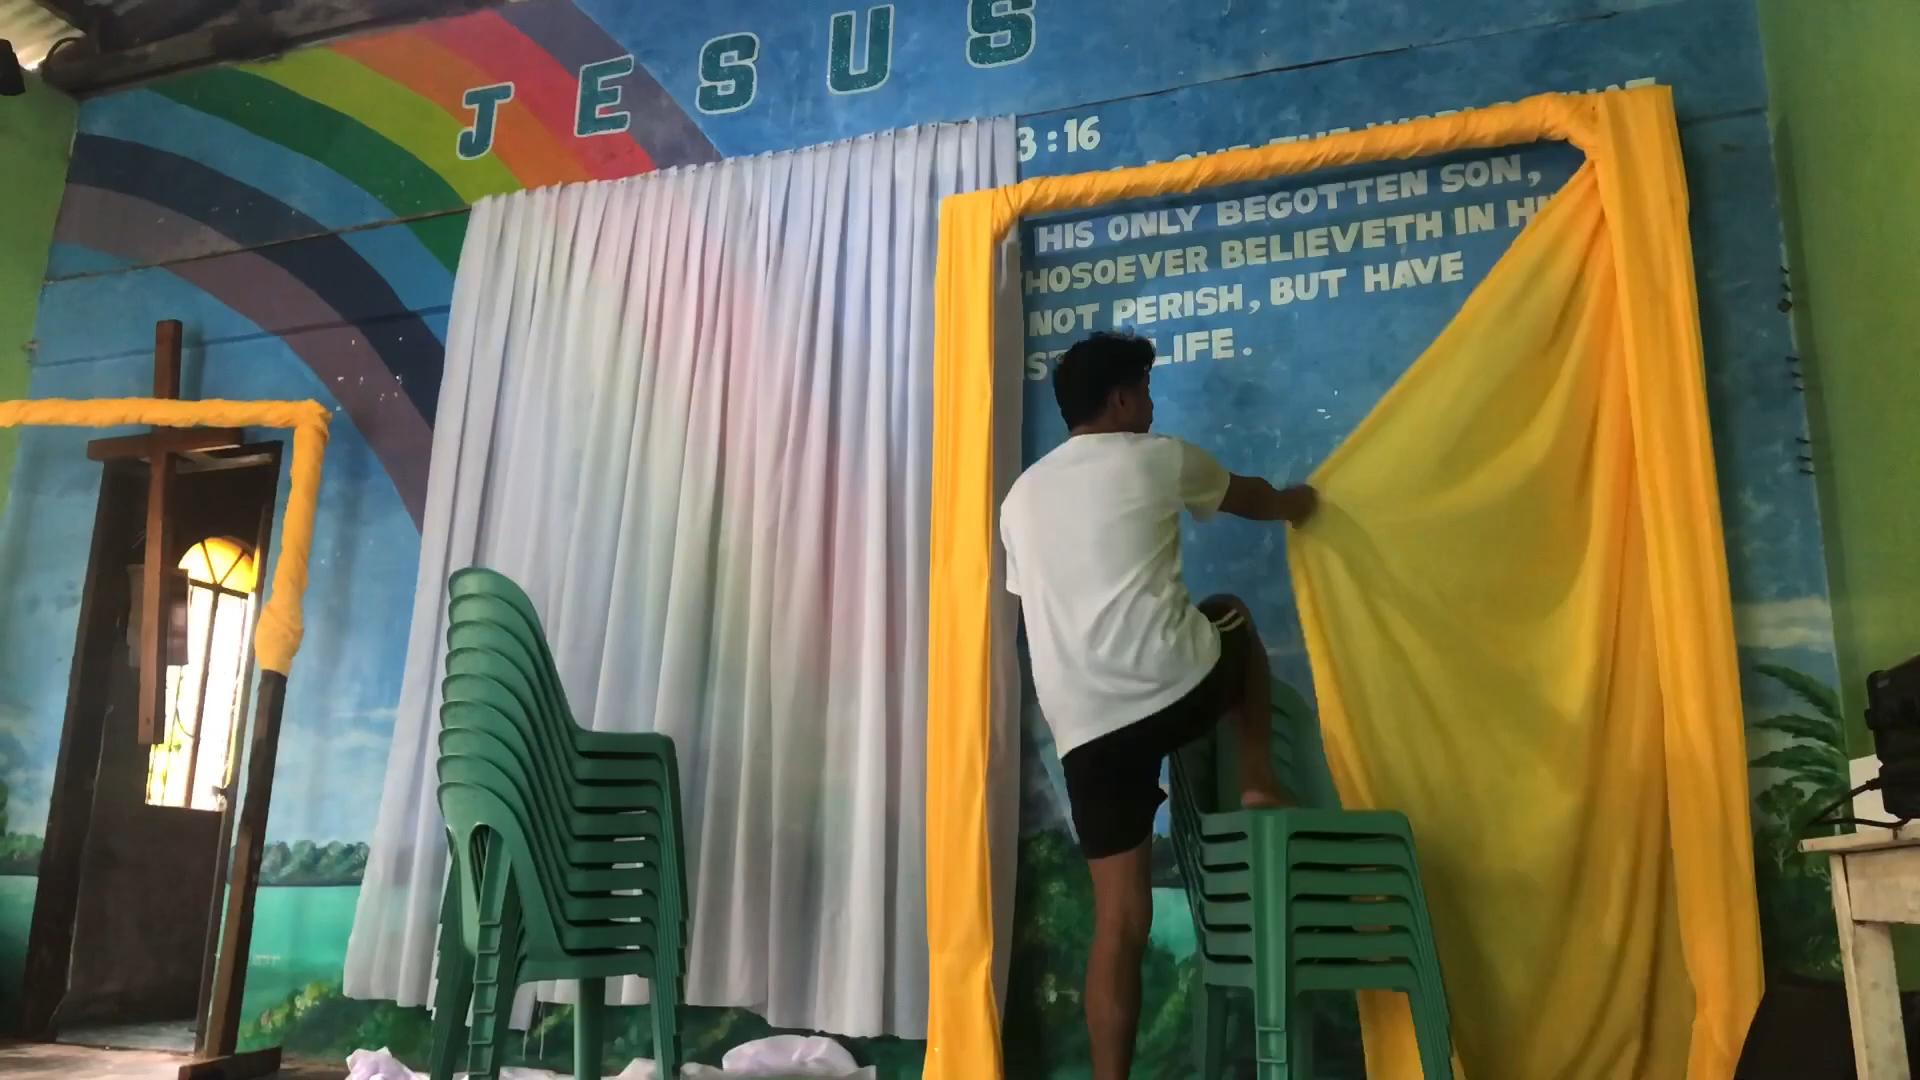 JESUS
3:16
HIS ONLY BEGOTTEN SON,
HOSOEVER BELIEVETH IN
NOT PERISH, BUT HAVE
LIFE.